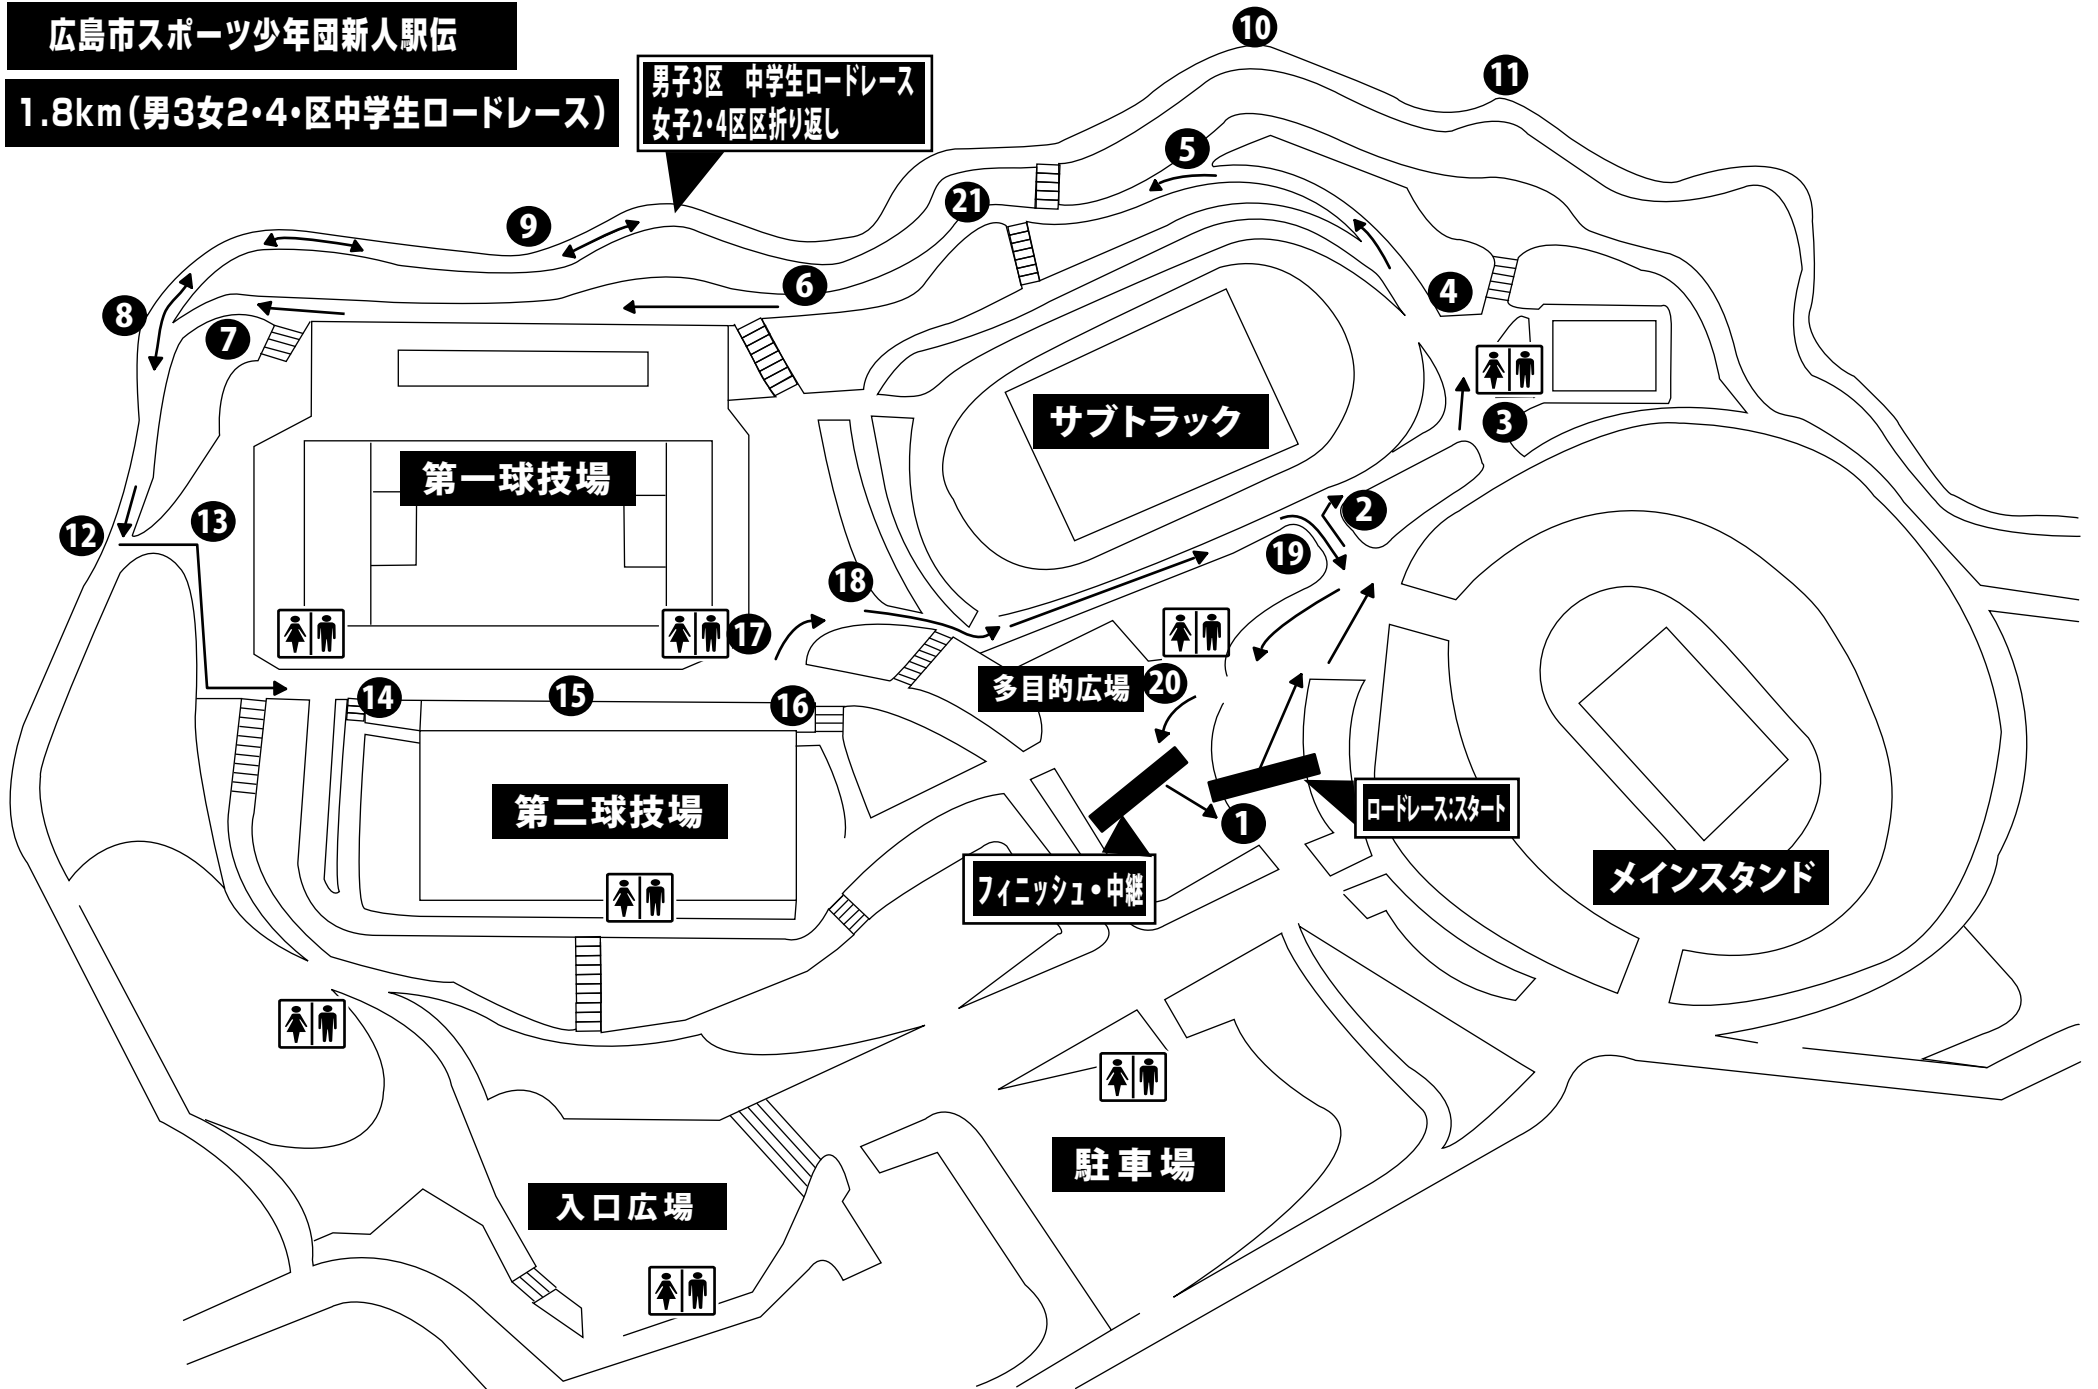 広島市スポーツ少年団新人駅伝
1.8km(男3女2・4・区中学生ロードレース)
男子3区　中学生ロードレース
女子2・4区区折り返し
10
11
5
21
9
6
8
7
4
3
サブトラック
第一球技場
2
13
12
19
18
17
14
15
16
多目的広場
20
ロードレース:スタート
1
第二球技場
フィニッシュ・中継
メインスタンド
駐車場
入口広場